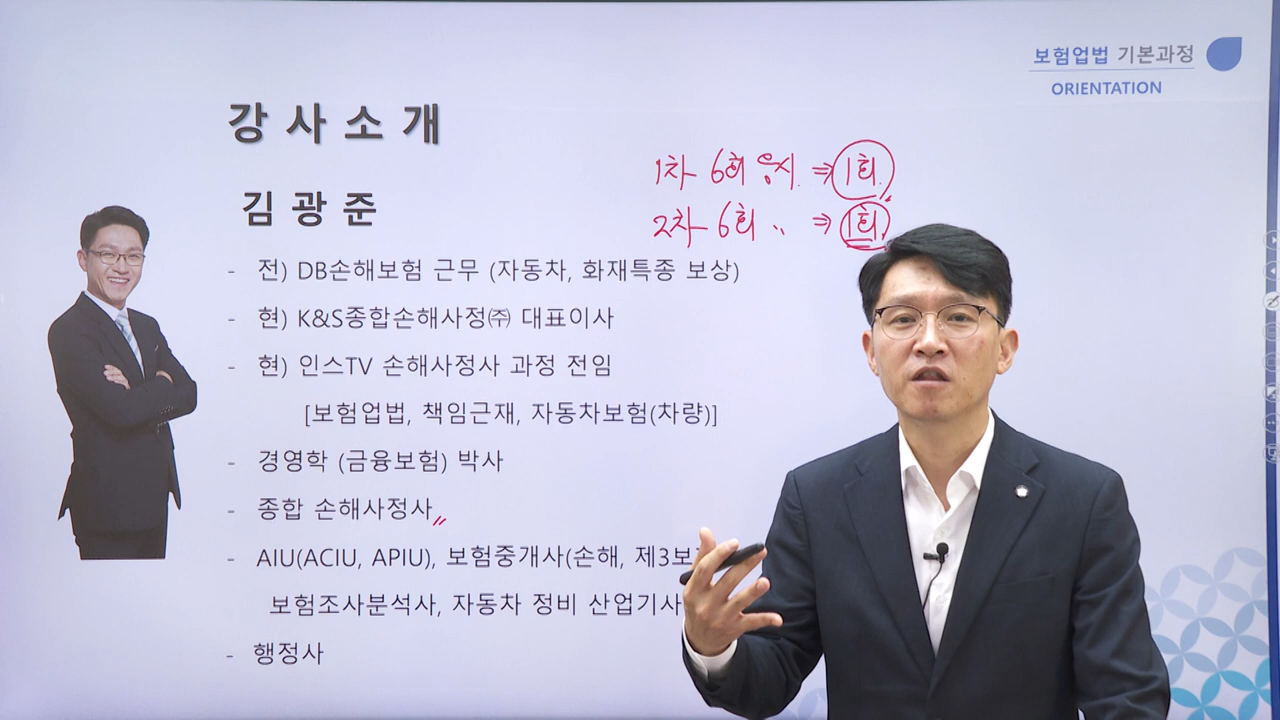 보험업법 기본과정
ORIENTATION
강 사 소 개
1차 6회 응시 ⇒ 1회
2차 6회 〃 ⇒ 1회
김 광 준
- 전) DB손해보험 근무 (자동차, 화재특종 보상)
- 현) K&S종합손해사정㈜ 대표이사
- 현) 인스TV 손해사정사 과정 전임
[보험업법, 책임근재, 자동차보험(차량)]
- 경영학 (금융보험) 박사
- 종합 손해사정사
- AIU(ACIU, APIU), 보험중개사(손해, 제3보
보험조사분석사, 자동차 정비 산업기사
- 행정사